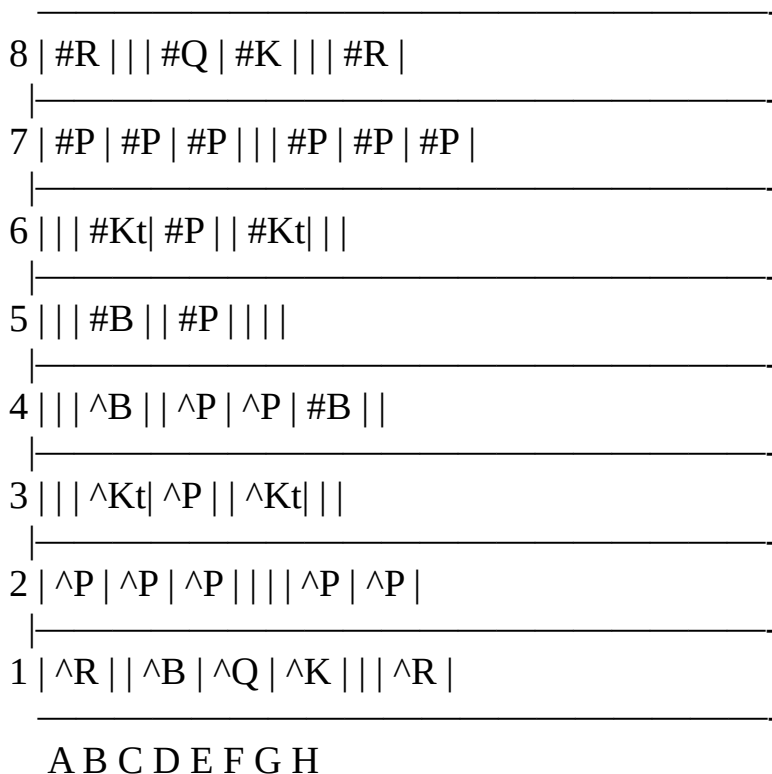 8 | #R | | | #Q | #K | | | #R |
7 | #P | #P | #P | | | #P | #P | #P |
6 | | | #Kt| #P | | #Kt| | |
5 | | | #B | | #P | | | |
4 | | | ^B | | ^P | ^P | #B | |
3 | | | ^Kt| ^P | | ^Kt| | |
2 | ^P | ^P | ^P | | | | ^P | ^P |
1 | ^R | | ^B | ^Q | ^K | | | ^R |
A B C D E F G H